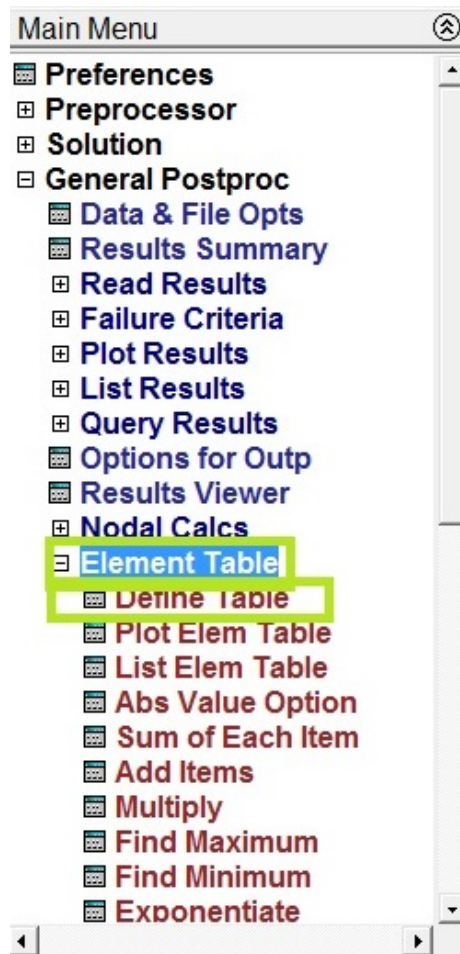 Main Menu
Preferences
Preprocessor
Solution
General Postproc
Data & File Opts
Results Summary
Read Results
Failure Criteria
Plot Results
List Results
Query Results
Options for Outp
Results Viewer
Nodal Calcs
Element Table
Define Table
Plot Elem Table
List Elem Table
Abs Value Option
Sum of Each Item
Add Items
Multiply
Find Maximum
Find Minimum
Exponentiate